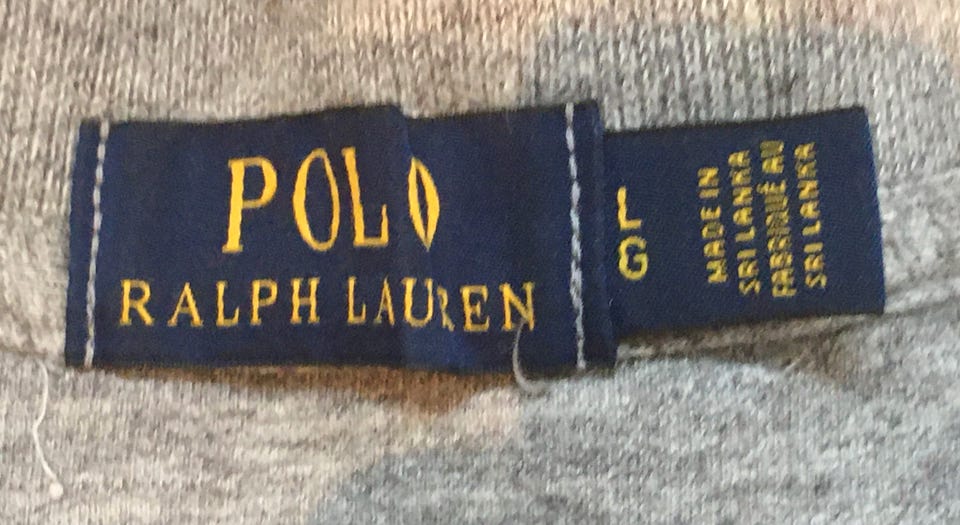 POLO
RALPH LAUREN
L
G
MADE IN
SRI LANKA
FABRIQUÉ AU
SRI LANKA